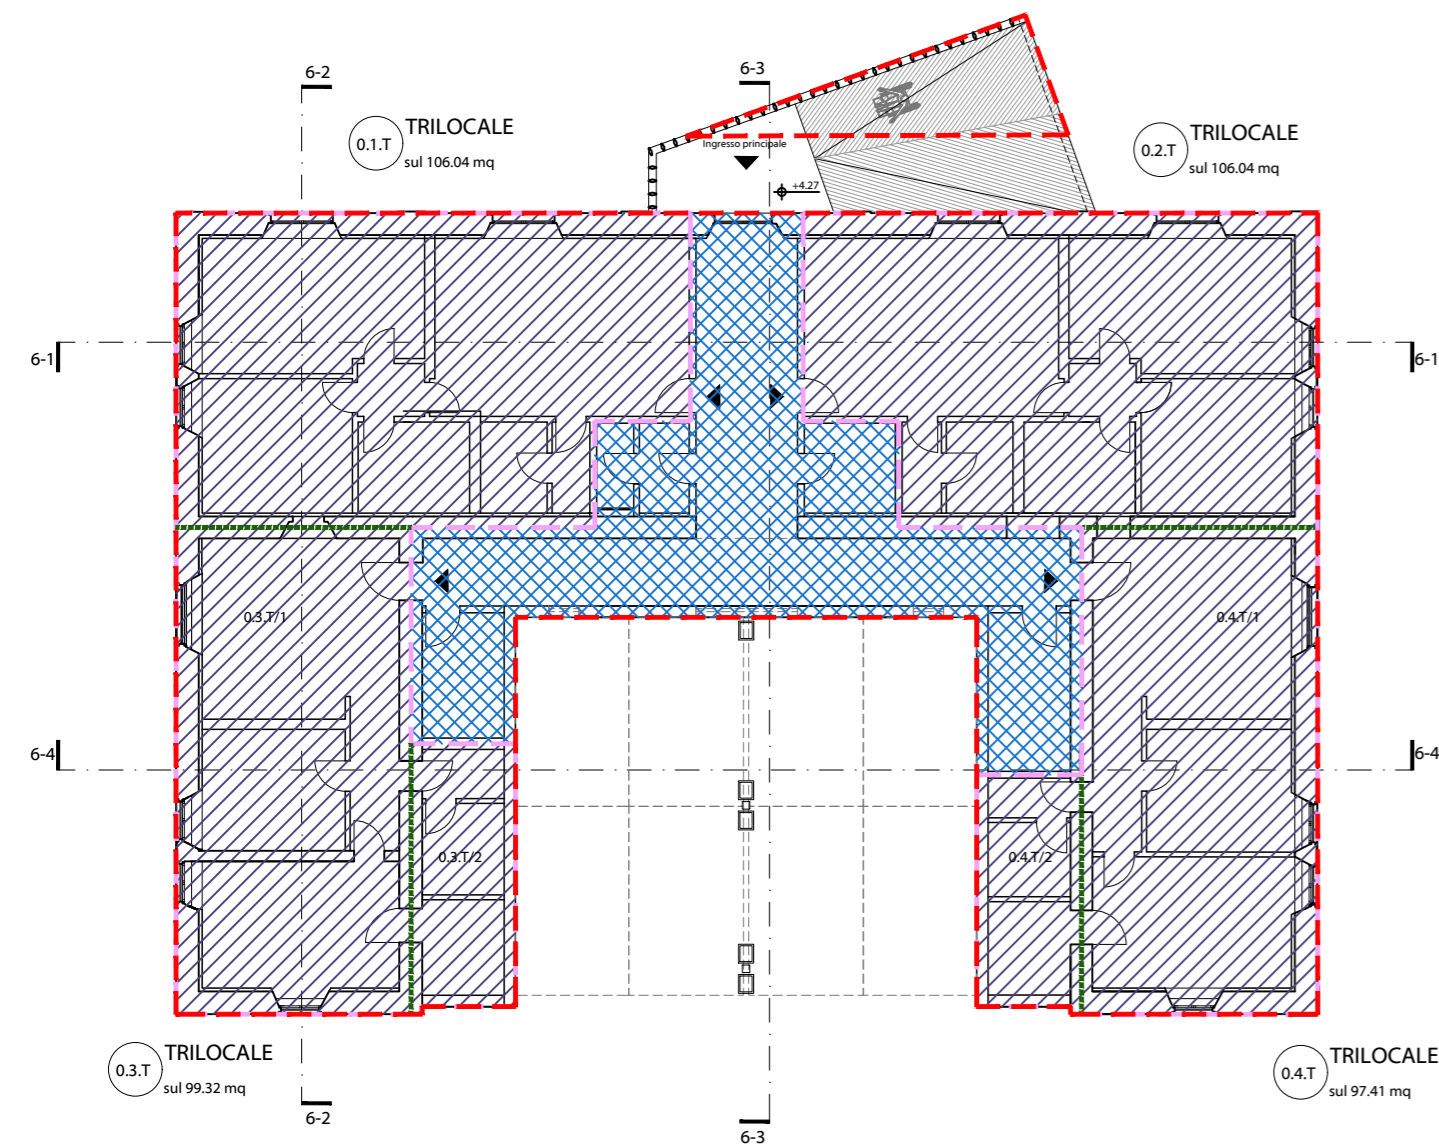 6-2
6-3
0.1.T
TRILOCALE
sul 106.04 mq
0.2.T
TRILOCALE
sul 106.04 mq
Ingresso principale
+4.27
6-1
6-1
0.3.T/1
0.4.T/1
6-4
6-4
0.3.T/2
0.4.T/2
0.3.T
TRILOCALE
sul 99.32 mq
0.4.T
TRILOCALE
sul 97.41 mq
6-2
6-3